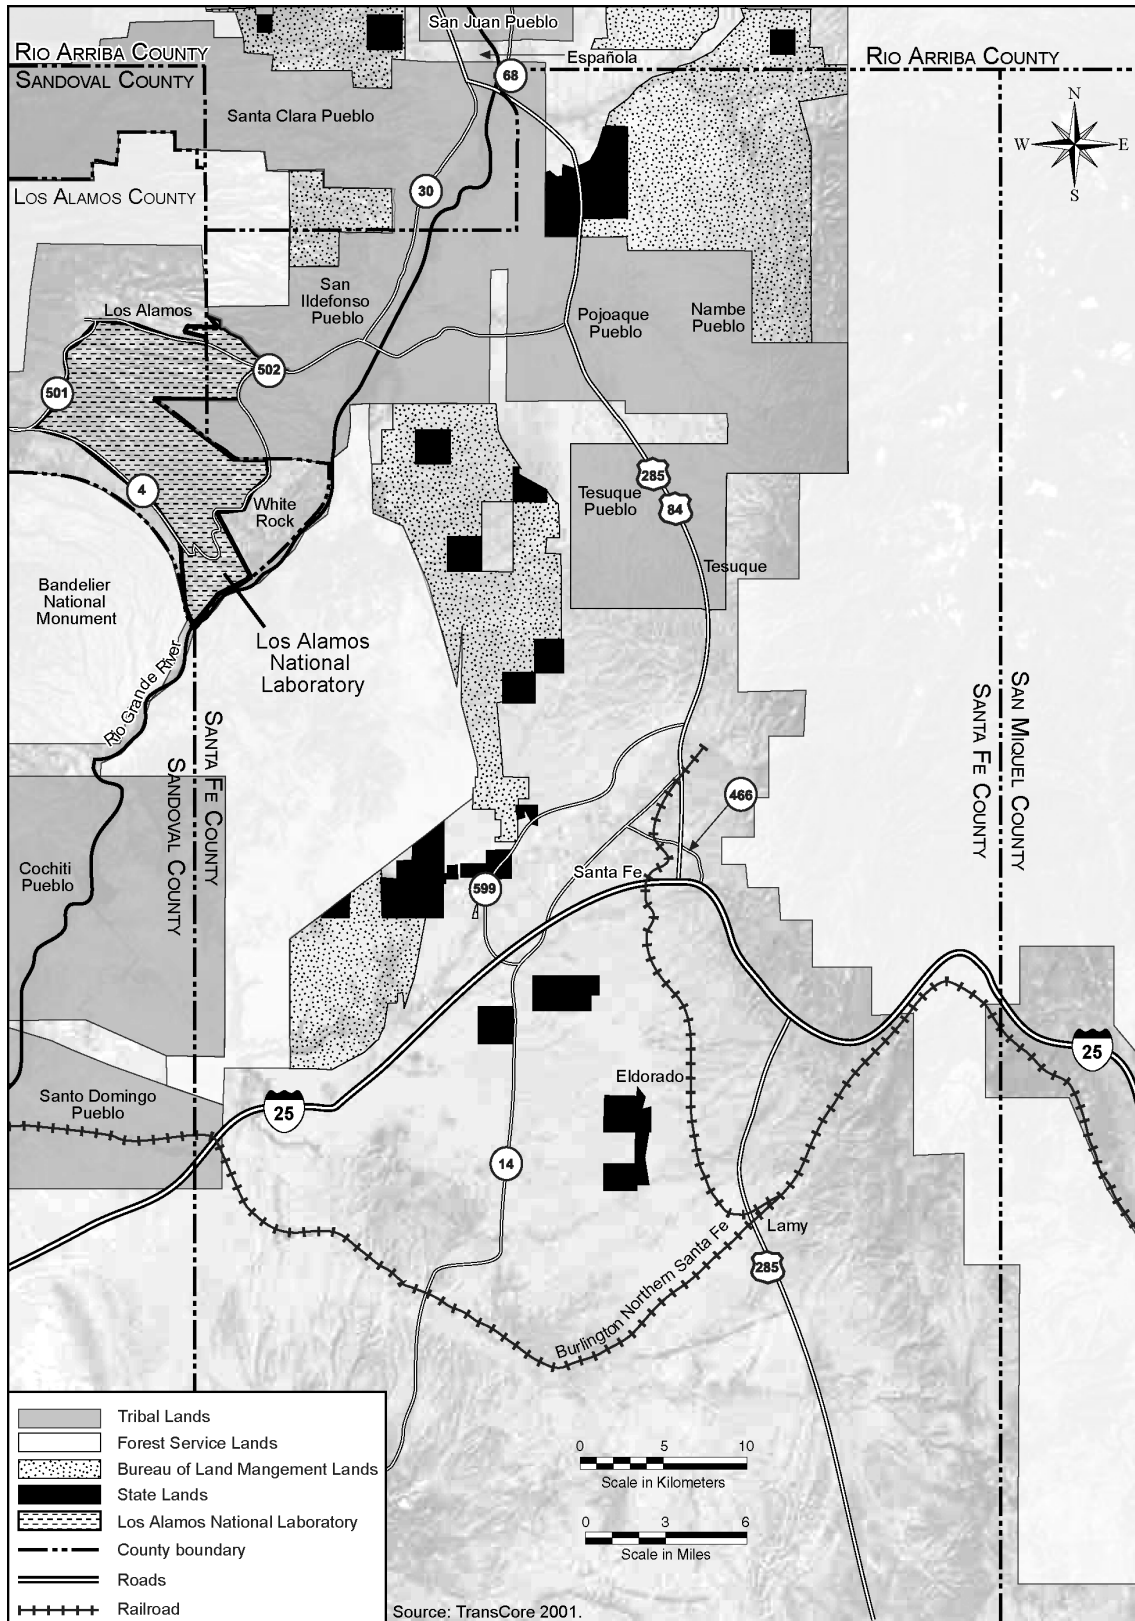 San Juan Pueblo
Española
RIO ARRIBA COUNTY
SANDOVAL COUNTY
RIO ARRIBA COUNTY
68
N
W E
S
Santa Clara Pueblo
30
LOS ALAMOS COUNTY
San
Ildefonso
Pueblo
Los Alamos
Pojoaque
Pueblo
Nambe
Pueblo
502
501
4
White
Rock
285
84
Tesuque
Pueblo
Tesuque
Bandelier
National
Monument
Los Alamos
National
Laboratory
Rio Grande River
SANTA FE COUNTY
SANDOVAL COUNTY
SAN MIQUEL COUNTY
SANTA FE COUNTY
466
Cochiti
Pueblo
Santa Fe
599
25
Eldorado
Santo Domingo
Pueblo
25
14
Lamy
285
Burlington Northern Santa Fe
Tribal Lands
Forest Service Lands
Bureau of Land Mangement Lands
State Lands
Los Alamos National Laboratory
County boundary
Roads
Railroad
0 5 10
Scale in Kilometers
0 3 6
Scale in Miles
Source: TransCore 2001.